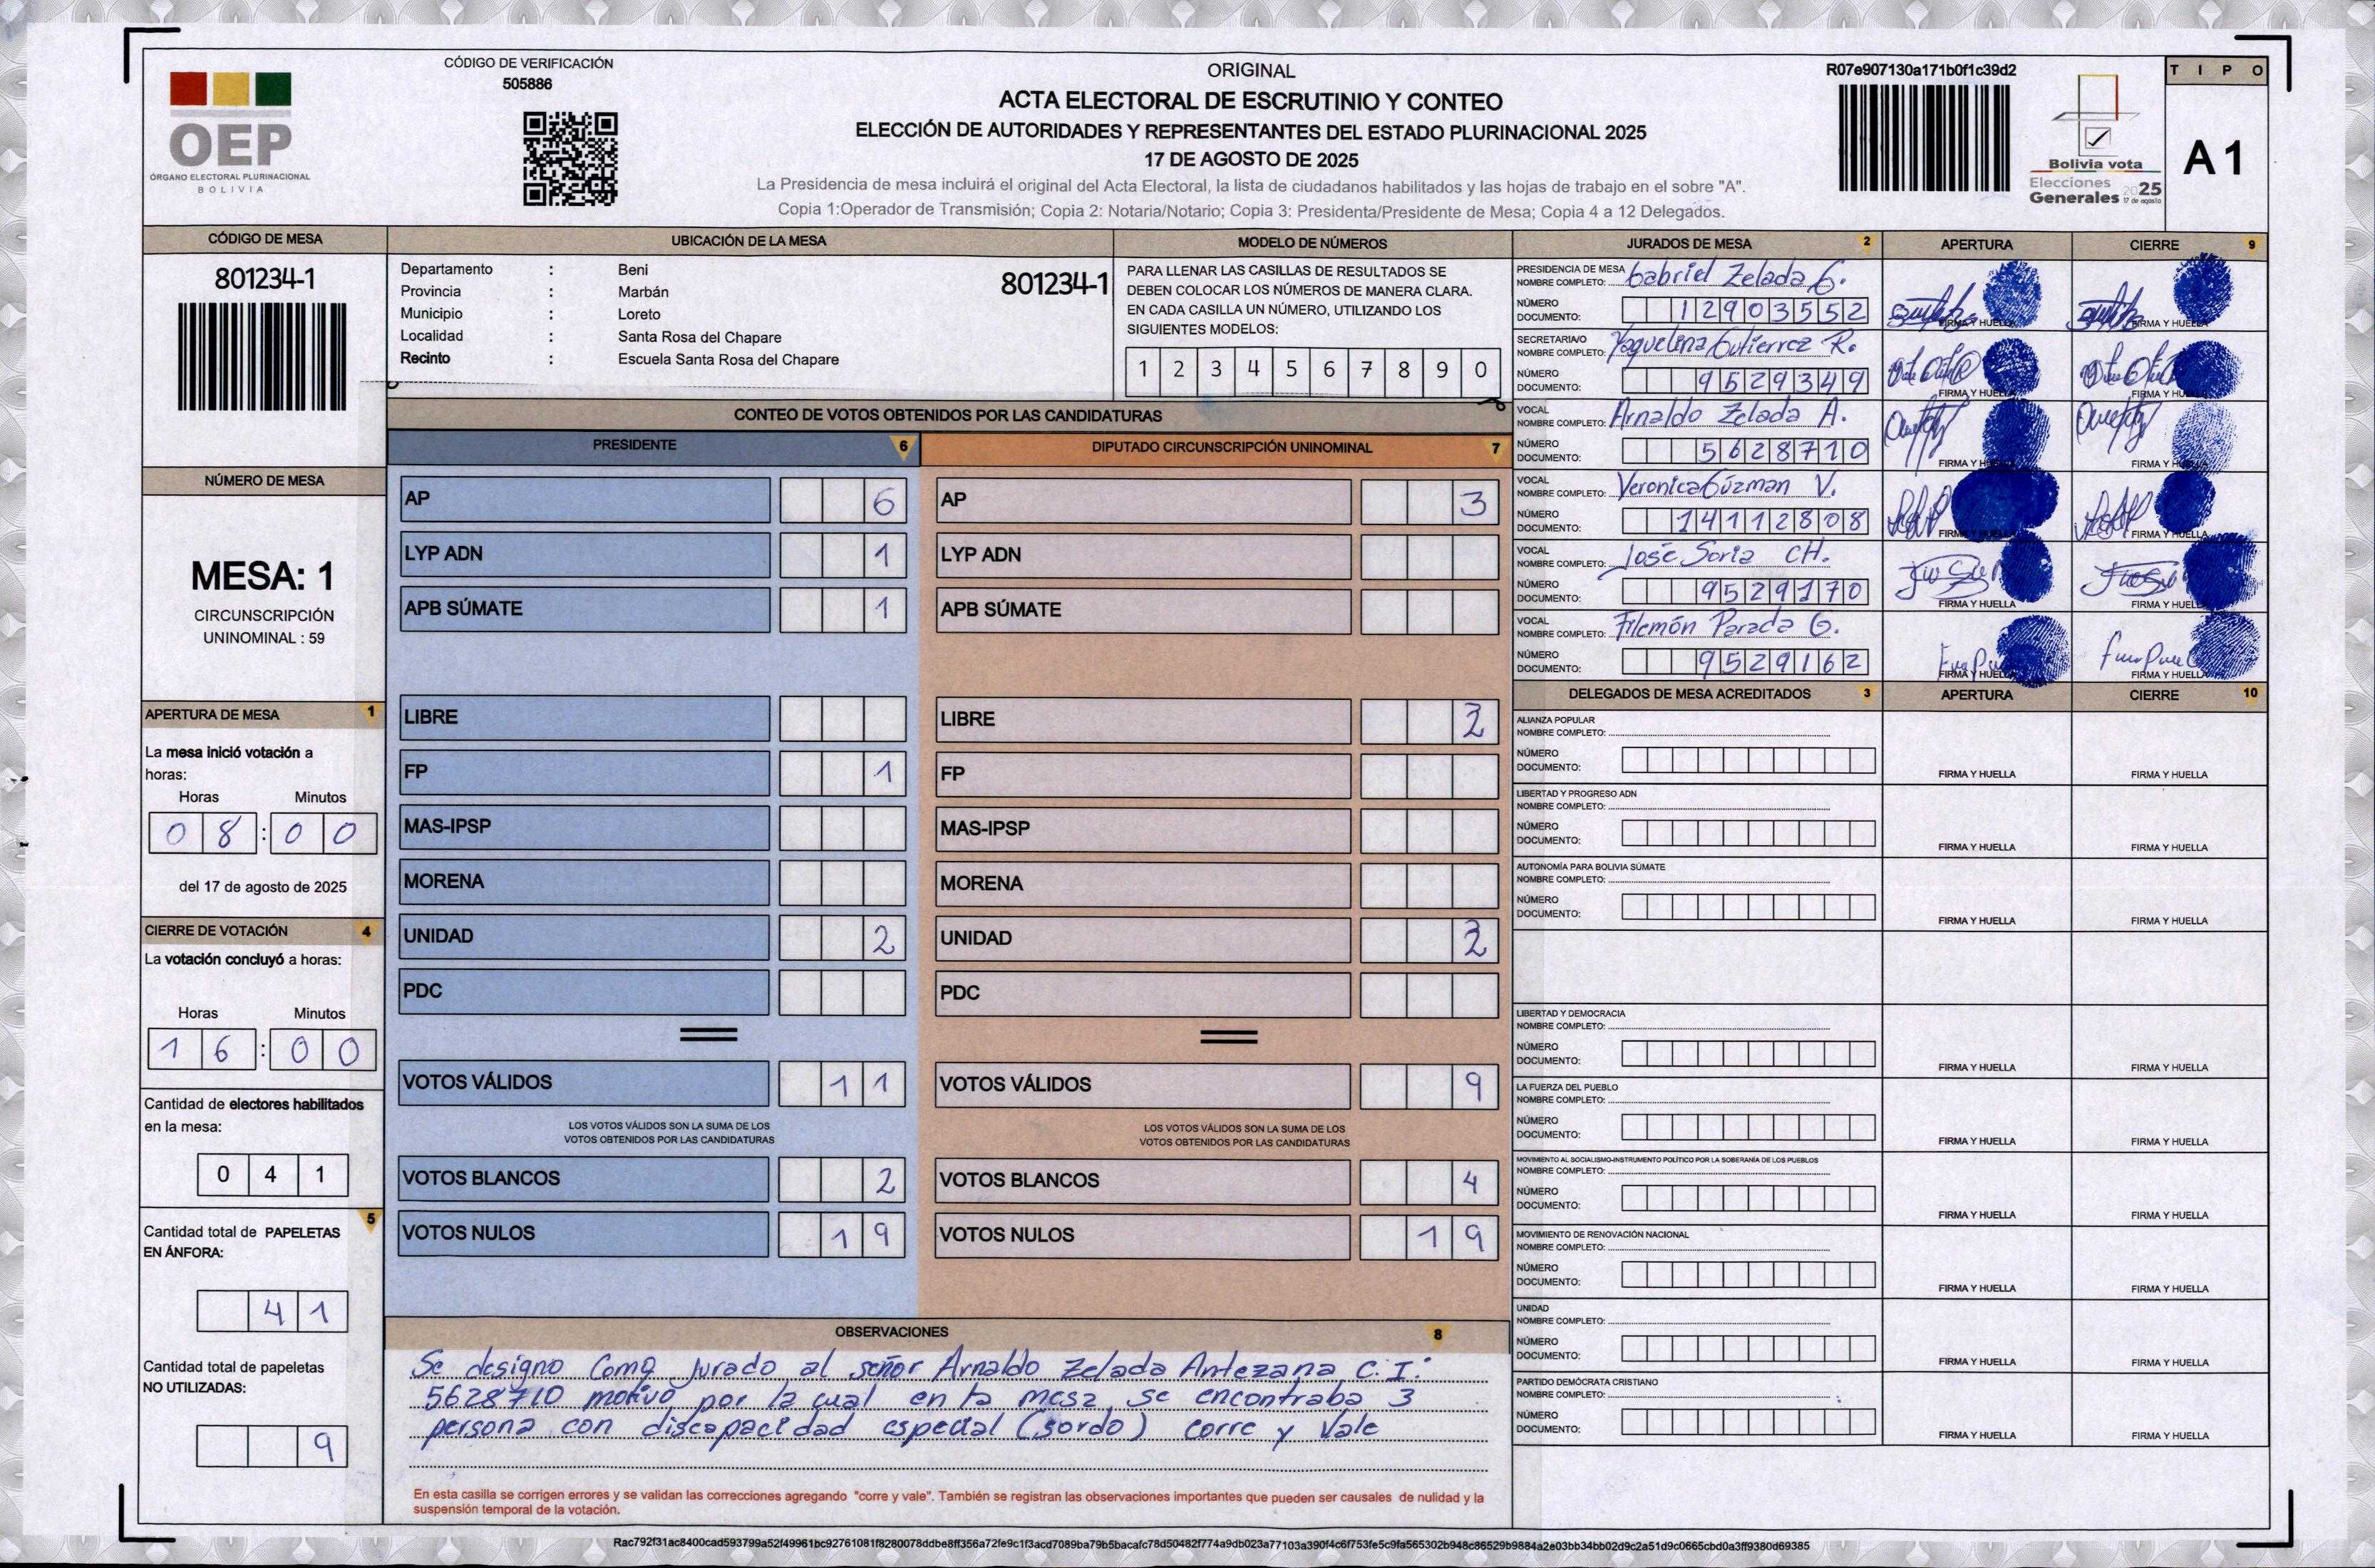 CÓDIGO DE VERIFICACIÓN
505886
OEP
ÓRGANO ELECTORAL PLURINACIONAL
BOLIVIA
ORIGINAL
ACTA ELECTORAL DE ESCRUTINIO Y CONTEO
ELECCIÓN DE AUTORIDADES Y REPRESENTANTES DEL ESTADO PLURINACIONAL 2025
17 DE AGOSTO DE 2025
La Presidencia de mesa incluirá el original del Acta Electoral, la lista de ciudadanos habilitados y las hojas de trabajo en el sobre "A".
Copia 1:Operador de Transmisión; Copia 2: Notaria/Notario; Copia 3: Presidenta/Presidente de Mesa; Copia 4 a 12 Delegados.
R07e907130a171b0f1c39d2
Bolivia vota
Elecciones
Generales 2025
17 de agosto
TIPO
A 1
CÓDIGO DE MESA
801234-1
UBICACIÓN DE LA MESA
Departamento : Beni
Provincia : Marbán
Municipio : Loreto
Localidad : Santa Rosa del Chapare
Recinto : Escuela Santa Rosa del Chapare
801234-1
MODELO DE NÚMEROS
PARA LLENAR LAS CASILLAS DE RESULTADOS SE
DEBEN COLOCAR LOS NÚMEROS DE MANERA CLARA.
EN CADA CASILLA UN NÚMERO, UTILIZANDO LOS
SIGUIENTES MODELOS:
1 2 3 4 5 6 7 8 9 0
NÚMERO DE MESA
MESA: 1
CIRCUNSCRIPCIÓN
UNINOMINAL : 59
APERTURA DE MESA 1
La mesa inició votación a
horas:
Horas Minutos
0 8 : 0 0
del 17 de agosto de 2025
CIERRE DE VOTACIÓN 4
La votación concluyó a horas:
Horas Minutos
1 6 : 0 0
Cantidad de electores habilitados
en la mesa:
0 4 1
5
Cantidad total de PAPELETAS
EN ÁNFORA:
4 1
Cantidad total de papeletas
NO UTILIZADAS:
9
CONTEO DE VOTOS OBTENIDOS POR LAS CANDIDATURAS
PRESIDENTE 6
AP 6
LYP ADN 1
APB SÚMATE 1
LIBRE
FP 1
MAS-IPSP
MORENA
UNIDAD 2
PDC
VOTOS VÁLIDOS 1 1
LOS VOTOS VÁLIDOS SON LA SUMA DE LOS
VOTOS OBTENIDOS POR LAS CANDIDATURAS
VOTOS BLANCOS 2
VOTOS NULOS 1 9
DIPUTADO CIRCUNSCRIPCIÓN UNINOMINAL 7
AP 3
LYP ADN
APB SÚMATE
LIBRE
FP
MAS-IPSP
MORENA
UNIDAD
PDC
VOTOS VÁLIDOS 9
LOS VOTOS VÁLIDOS SON LA SUMA DE LOS
VOTOS OBTENIDOS POR LAS CANDIDATURAS
VOTOS BLANCOS 4
VOTOS NULOS 1 9
OBSERVACIONES 8
Se designo Como Jurado al señor Arnaldo Zelada Antezana C.I:
5628710 motivo por la cual en la mesa se encontraba 3
persona con discapacidad especial (sordo) corre y Vale
En esta casilla se corrigen errores y se validan las correcciones agregando "corre y vale". También se registran las observaciones importantes que pueden ser causales de nulidad y la
suspensión temporal de la votación.
JURADOS DE MESA 2 APERTURA CIERRE 9
PRESIDENCIA DE MESA
NOMBRE COMPLETO: Gabriel Zelada G.
NÚMERO
DOCUMENTO: 12903552
FIRMA Y HUELLA FIRMA Y HUELLA
SECRETARIA/O
NOMBRE COMPLETO: Yaquelina Gutierrez R.
NÚMERO
DOCUMENTO: 9529349
FIRMA Y HUELLA FIRMA Y HUELLA
VOCAL
NOMBRE COMPLETO: Arnaldo Zelada A.
NÚMERO
DOCUMENTO: 5628710
FIRMA Y HUELLA FIRMA Y HUELLA
VOCAL
NOMBRE COMPLETO: Veronica Gúzman V.
NÚMERO
DOCUMENTO: 14112808
FIRMA Y HUELLA FIRMA Y HUELLA
VOCAL
NOMBRE COMPLETO: José Soria CH.
NÚMERO
DOCUMENTO: 9529170
FIRMA Y HUELLA FIRMA Y HUELLA
VOCAL
NOMBRE COMPLETO: Filemón Parada G.
NÚMERO
DOCUMENTO: 9529162
FIRMA Y HUELLA FIRMA Y HUELLA
DELEGADOS DE MESA ACREDITADOS 3 APERTURA CIERRE 10
ALIANZA POPULAR
NOMBRE COMPLETO:
NÚMERO
DOCUMENTO:
FIRMA Y HUELLA FIRMA Y HUELLA
LIBERTAD Y PROGRESO ADN
NOMBRE COMPLETO:
NÚMERO
DOCUMENTO:
FIRMA Y HUELLA FIRMA Y HUELLA
AUTONOMÍA PARA BOLIVIA SÚMATE
NOMBRE COMPLETO:
NÚMERO
DOCUMENTO:
FIRMA Y HUELLA FIRMA Y HUELLA
LIBERTAD Y DEMOCRACIA
NOMBRE COMPLETO:
NÚMERO
DOCUMENTO:
FIRMA Y HUELLA FIRMA Y HUELLA
LA FUERZA DEL PUEBLO
NOMBRE COMPLETO:
NÚMERO
DOCUMENTO:
FIRMA Y HUELLA FIRMA Y HUELLA
MOVIMIENTO AL SOCIALISMO-INSTRUMENTO POLÍTICO POR LA SOBERANÍA DE LOS PUEBLOS
NOMBRE COMPLETO:
NÚMERO
DOCUMENTO:
FIRMA Y HUELLA FIRMA Y HUELLA
MOVIMIENTO DE RENOVACIÓN NACIONAL
NOMBRE COMPLETO:
NÚMERO
DOCUMENTO:
FIRMA Y HUELLA FIRMA Y HUELLA
UNIDAD
NOMBRE COMPLETO:
NÚMERO
DOCUMENTO:
FIRMA Y HUELLA FIRMA Y HUELLA
PARTIDO DEMÓCRATA CRISTIANO
NOMBRE COMPLETO:
NÚMERO
DOCUMENTO:
FIRMA Y HUELLA FIRMA Y HUELLA